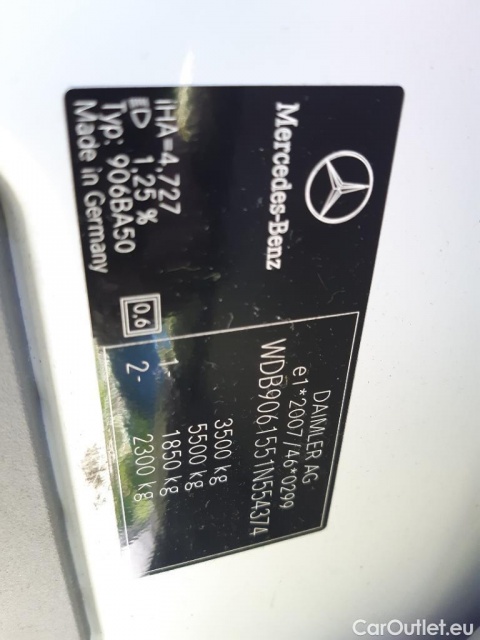 Mercedes-Benz
DAIMLER AG
e1*2007/46*0299
WDB9061551N554374
3500 kg
5500 kg
1- 1850 kg
2- 2300 kg
iHA=4,727
1,25 %
Typ: 906BA50
Made in Germany
0.6
CarOutlet.eu